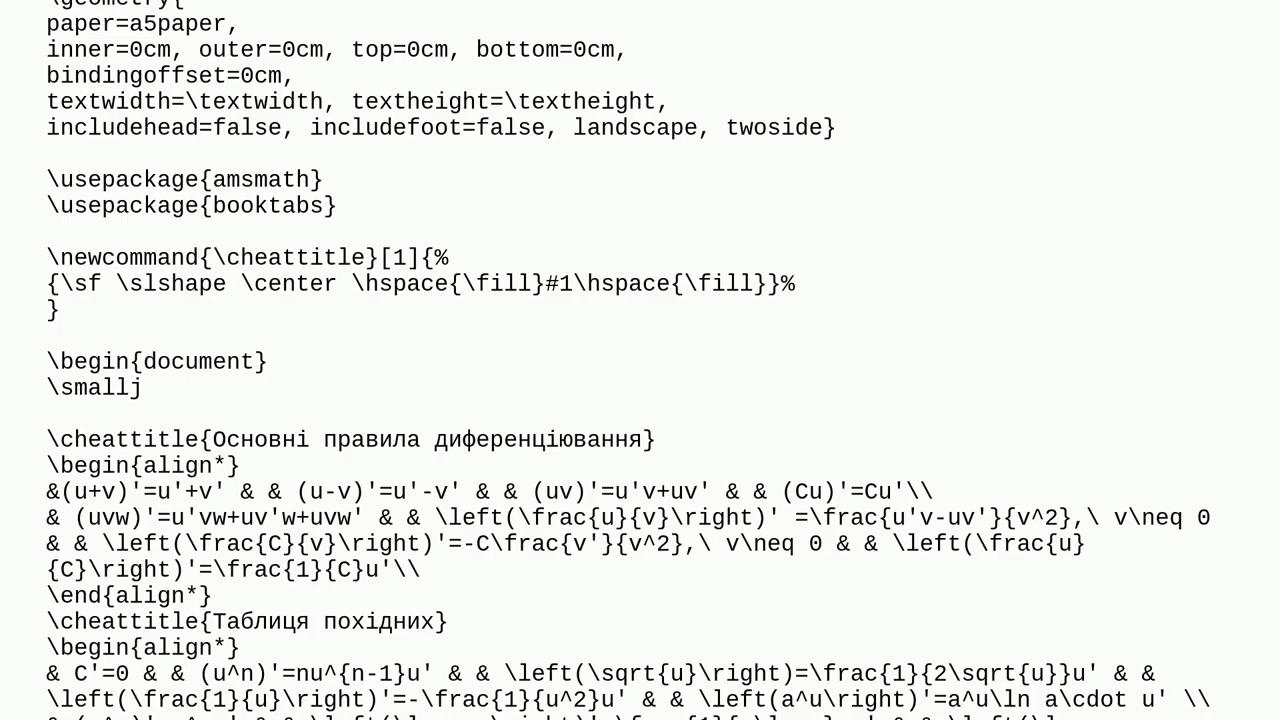 \geometry{
paper=a5paper,
inner=0cm, outer=0cm, top=0cm, bottom=0cm,
bindingoffset=0cm,
textwidth=\textwidth, textheight=\textheight,
includehead=false, includefoot=false, landscape, twoside}
\usepackage{amsmath}
\usepackage{booktabs}
\newcommand{\cheattitle}[1]{%
{\sf \slshape \center \hspace{\fill}#1\hspace{\fill}}%
}
\begin{document}
\smallj
\cheattitle{Основні правила диференціювання}
\begin{align*}
&(u+v)'=u'+v' & & (u-v)'=u'-v' & & (uv)'=u'v+uv' & & (Cu)'=Cu'\\
& (uvw)'=u'vw+uv'w+uvw' & & \left(\frac{u}{v}\right)' =\frac{u'v-uv'}{v^2},\ v\neq 0
& & \left(\frac{C}{v}\right)'=-C\frac{v'}{v^2},\ v\neq 0 & & \left(\frac{u}
{C}\right)'=\frac{1}{C}u'\\
\end{align*}
\cheattitle{Таблиця похідних}
\begin{align*}
& C'=0 & & (u^n)'=nu^{n-1}u' & & \left(\sqrt{u}\right)=\frac{1}{2\sqrt{u}}u' & &
\left(\frac{1}{u}\right)'=-\frac{1}{u^2}u' & & \left(a^u\right)'=a^u\ln a\cdot u' \\